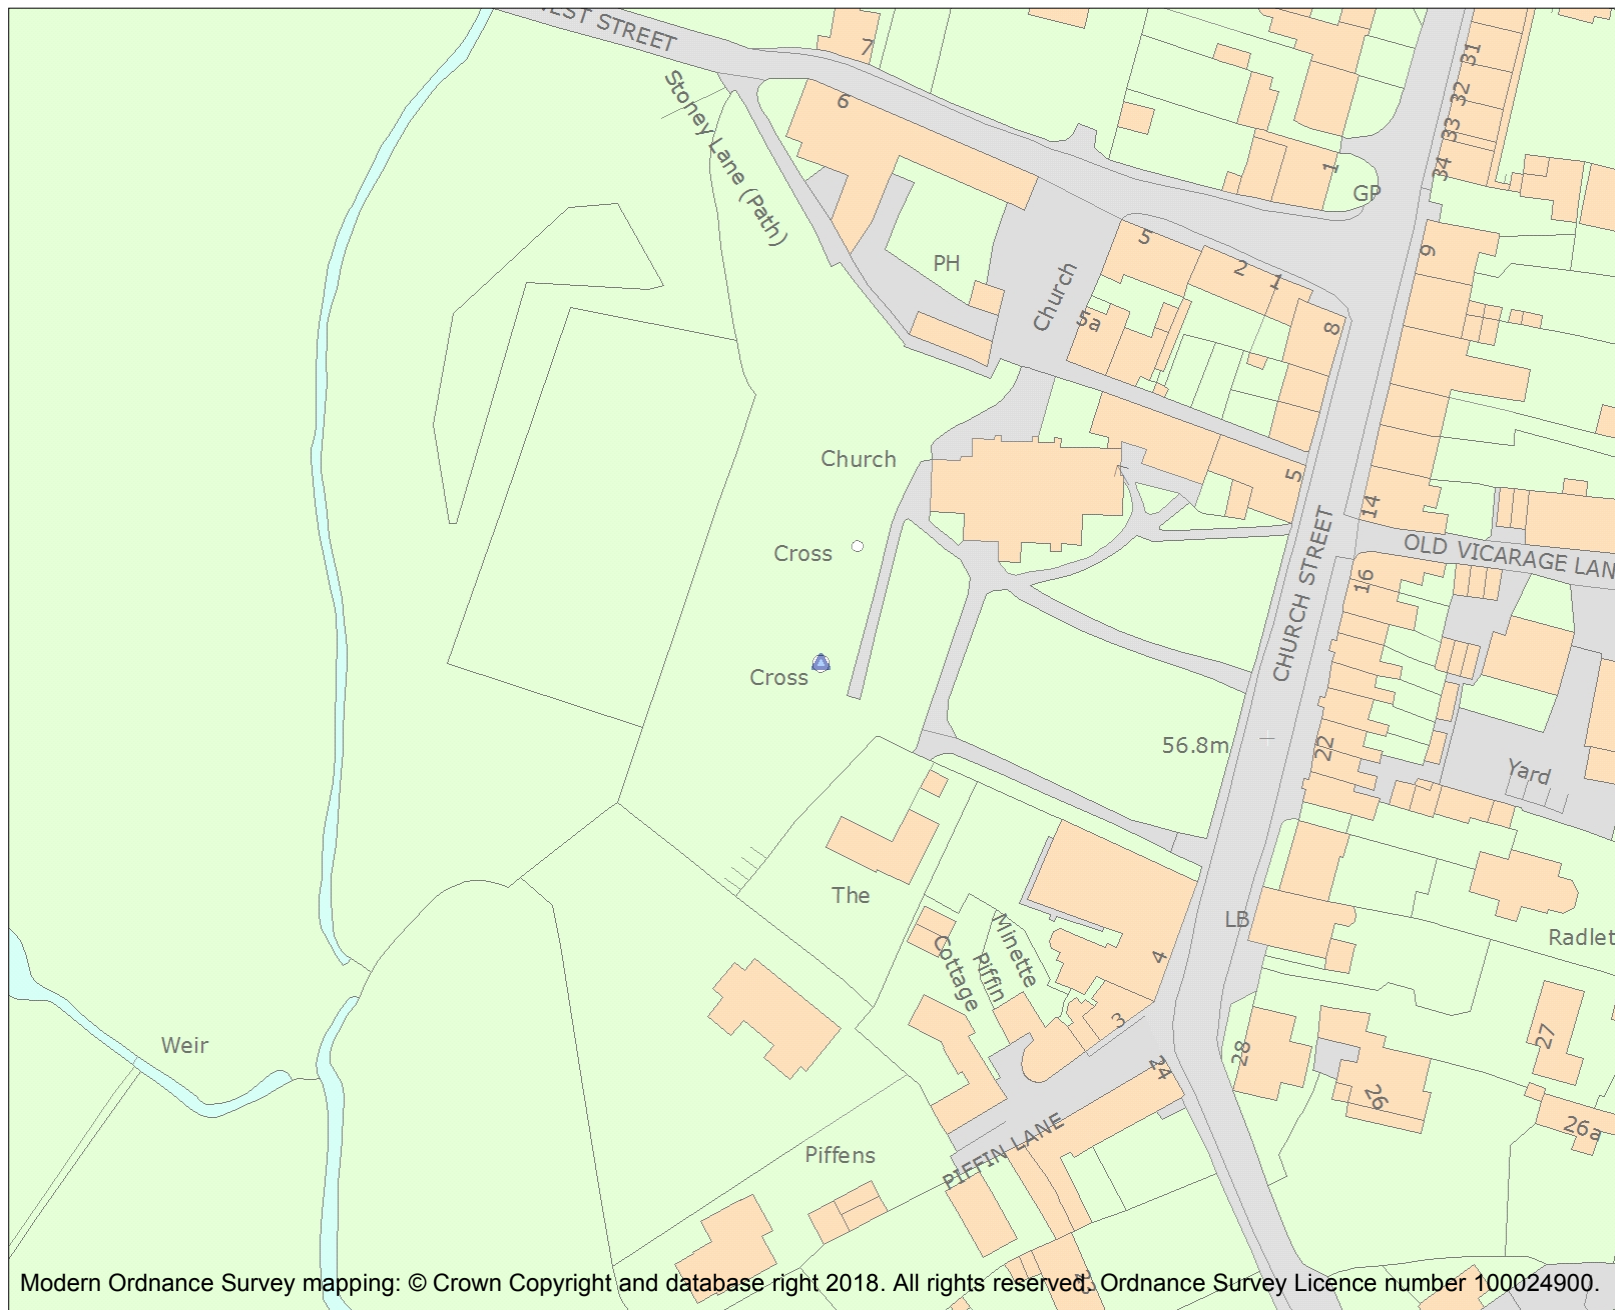 WEST STREET
7
6
Stoney Lane (Path)
31
32
33
34
1
GP
9
PH
Church
5
2
1
5a
8
Church
5
14
Cross
OLD VICARAGE LAN
CHURCH STREET
16
Cross
56.8m
22
Yard
The
LB
Radlet
Minette
Piffin
Cottage
4
3
27
28
Weir
24
26
26a
Piffens
PIFFIN LANE
23
Modern Ordnance Survey mapping: © Crown Copyright and database right 2018. All rights reserved. Ordnance Survey Licence number 100024900.